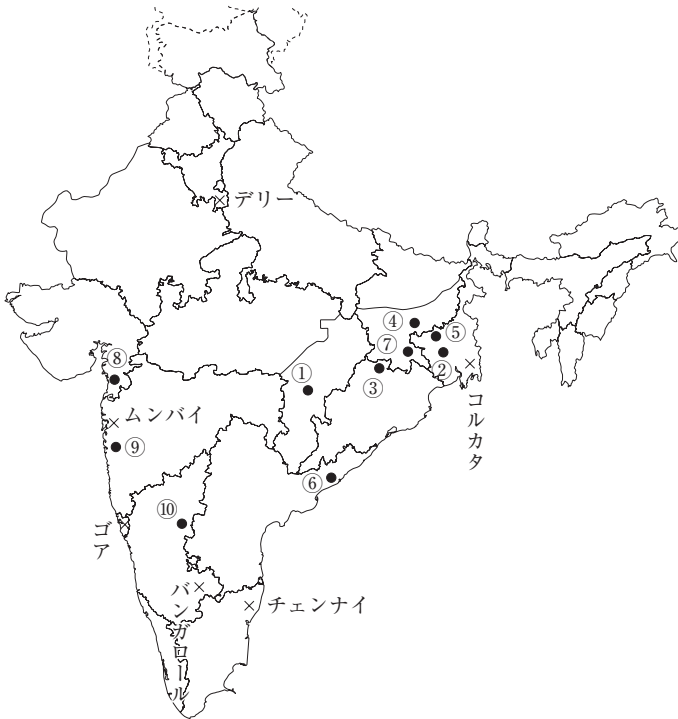 デリー
④
⑤
⑦
②
⑧
①
③
コルカタ
ムンバイ
⑨
⑥
⑩
ゴア
バンガロール
チェンナイ